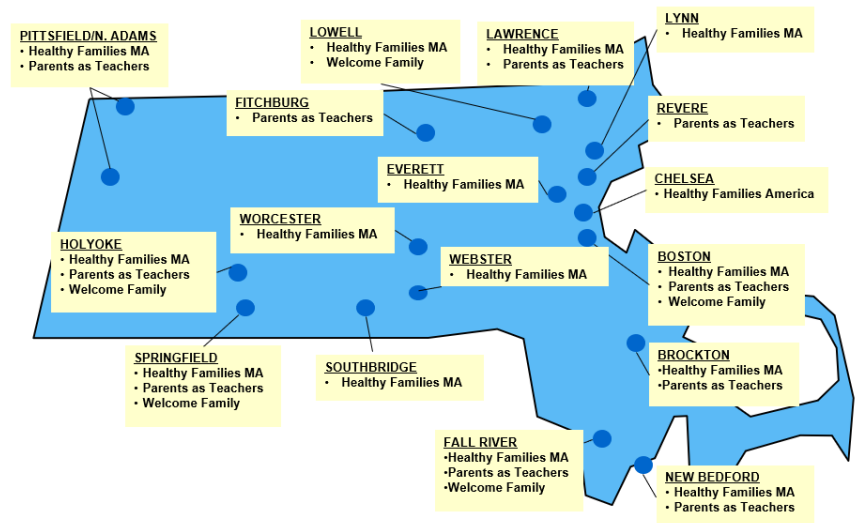 PITTSFIELD/N. ADAMS
• Healthy Families MA
• Parents as Teachers
LOWELL
• Healthy Families MA
• Welcome Family
LAWRENCE
• Healthy Families MA
• Parents as Teachers
LYNN
• Healthy Families MA
FITCHBURG
• Parents as Teachers
REVERE
• Parents as Teachers
EVERETT
• Healthy Families MA
CHELSEA
• Healthy Families America
WORCESTER
• Healthy Families MA
HOLYOKE
• Healthy Families MA
• Parents as Teachers
• Welcome Family
WEBSTER
• Healthy Families MA
BOSTON
• Healthy Families MA
• Parents as Teachers
• Welcome Family
SPRINGFIELD
• Healthy Families MA
• Parents as Teachers
• Welcome Family
SOUTHBRIDGE
• Healthy Families MA
BROCKTON
•Healthy Families MA
•Parents as Teachers
FALL RIVER
•Healthy Families MA
•Parents as Teachers
•Welcome Family
NEW BEDFORD
• Healthy Families MA
• Parents as Teachers